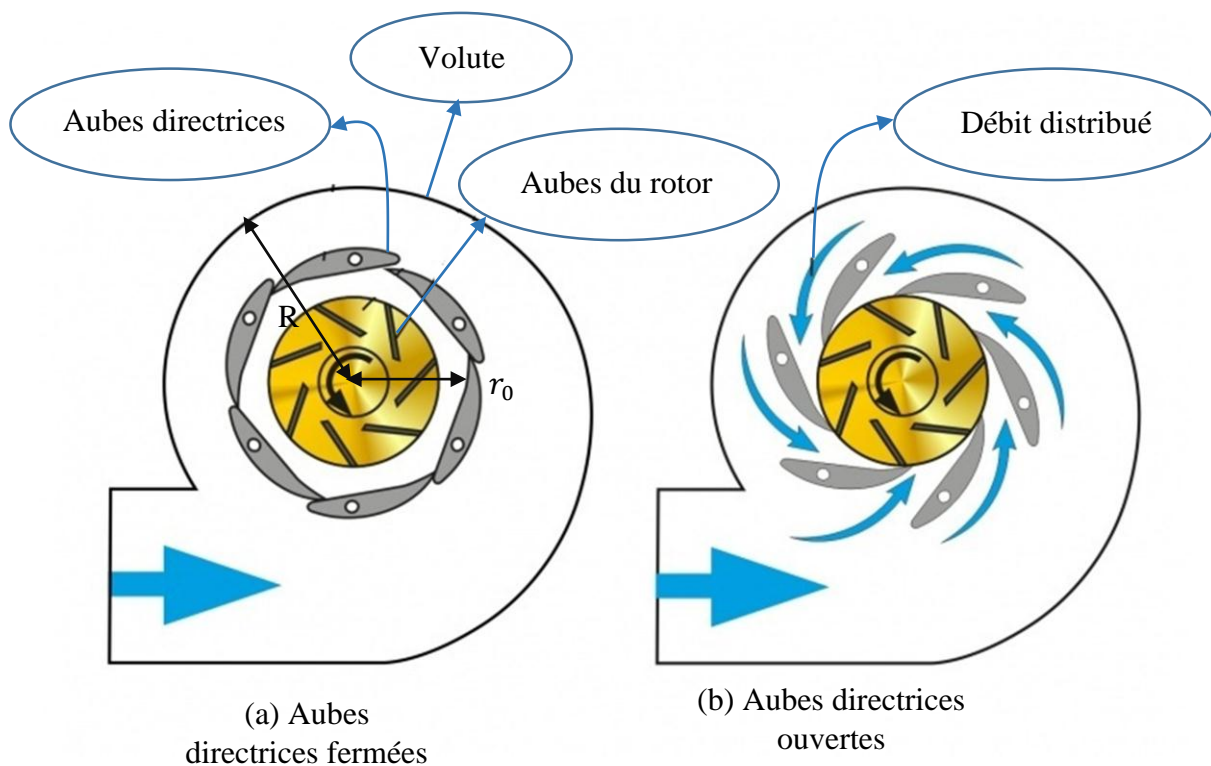 Volute
Aubes directrices
Débit distribué
Aubes du rotor
R
r₀
(a) Aubes
directrices fermées
(b) Aubes directrices
ouvertes